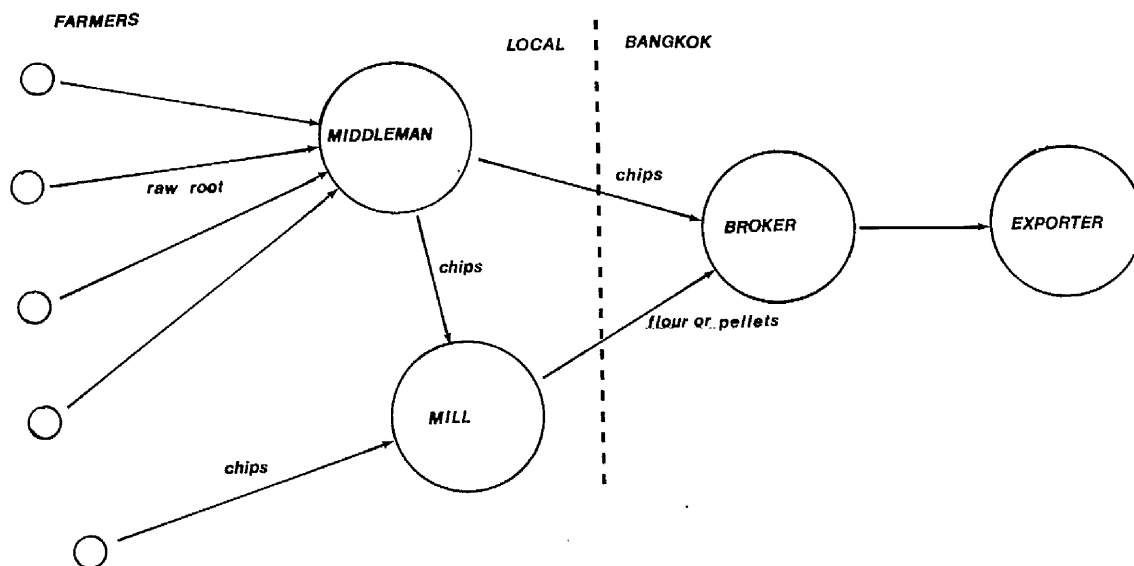 FARMERS
LOCAL
BANGKOK
MIDDLEMAN
raw root
chips
BROKER
EXPORTER
chips
flour or pellets
MILL
chips